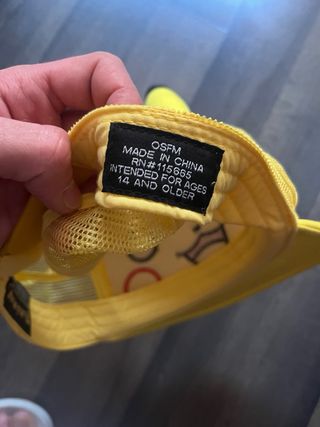 OSFM
MADE IN CHINA
RN#115665
INTENDED FOR AGES
14 AND OLDER